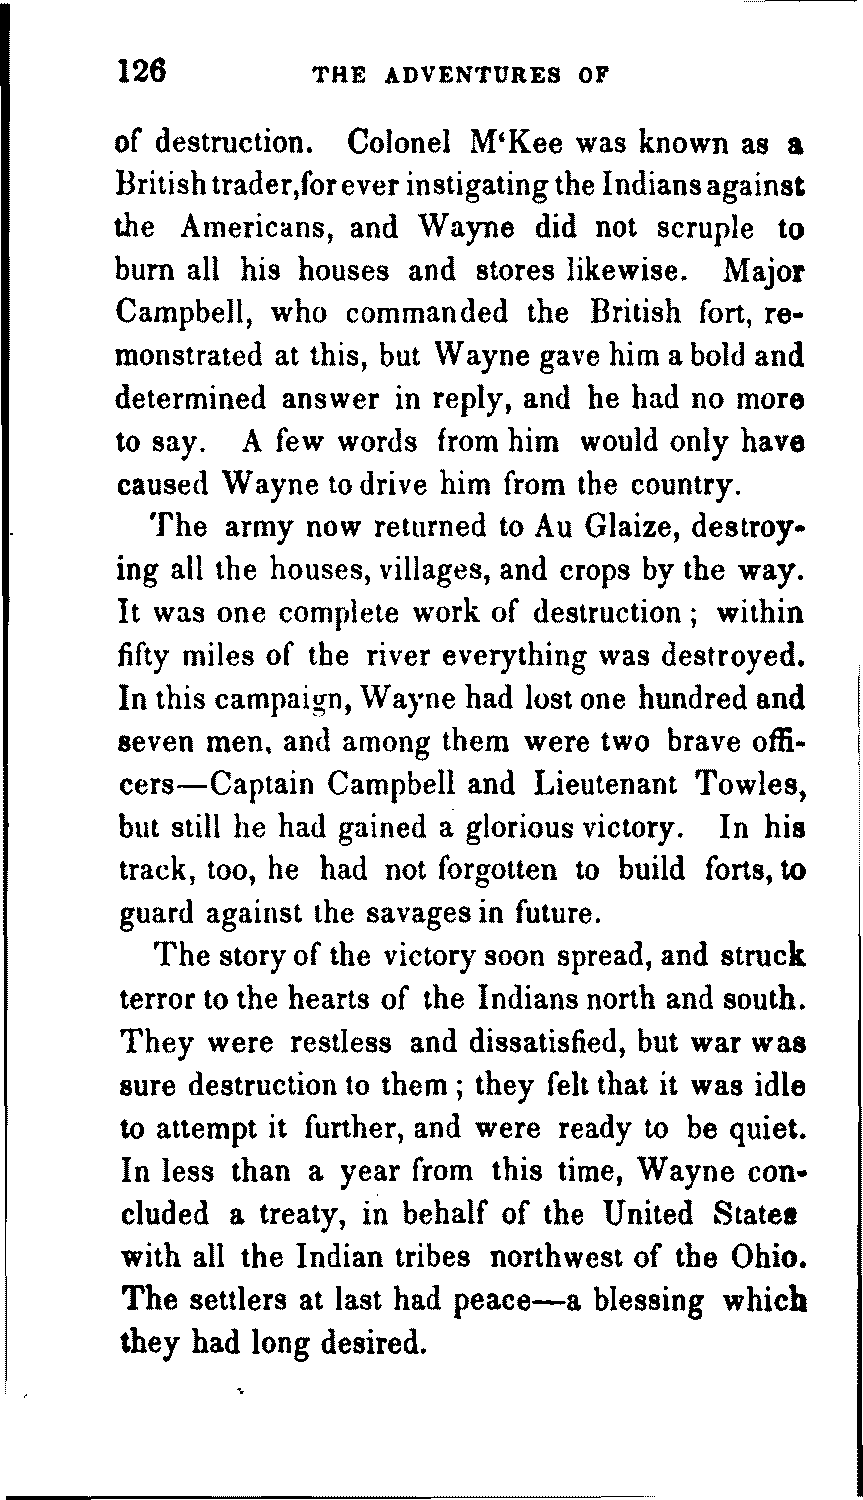 126 THE ADVENTURES OF
of destruction. Colonel M‘Kee was known as a
British trader, for ever instigating the Indians against
the Americans, and Wayne did not scruple to
burn all his houses and stores likewise. Major
Campbell, who commanded the British fort, re-
monstrated at this, but Wayne gave him a bold and
determined answer in reply, and he had no more
to say. A few words from him would only have
caused Wayne to drive him from the country.
The army now returned to Au Glaize, destroy-
ing all the houses, villages, and crops by the way.
It was one complete work of destruction ; within
fifty miles of the river everything was destroyed.
In this campaign, Wayne had lost one hundred and
seven men, and among them were two brave offi-
cers—Captain Campbell and Lieutenant Towles,
but still he had gained a glorious victory. In his
track, too, he had not forgotten to build forts, to
guard against the savages in future.
The story of the victory soon spread, and struck
terror to the hearts of the Indians north and south.
They were restless and dissatisfied, but war was
sure destruction to them ; they felt that it was idle
to attempt it further, and were ready to be quiet.
In less than a year from this time, Wayne con-
cluded a treaty, in behalf of the United States
with all the Indian tribes northwest of the Ohio.
The settlers at last had peace—a blessing which
they had long desired.